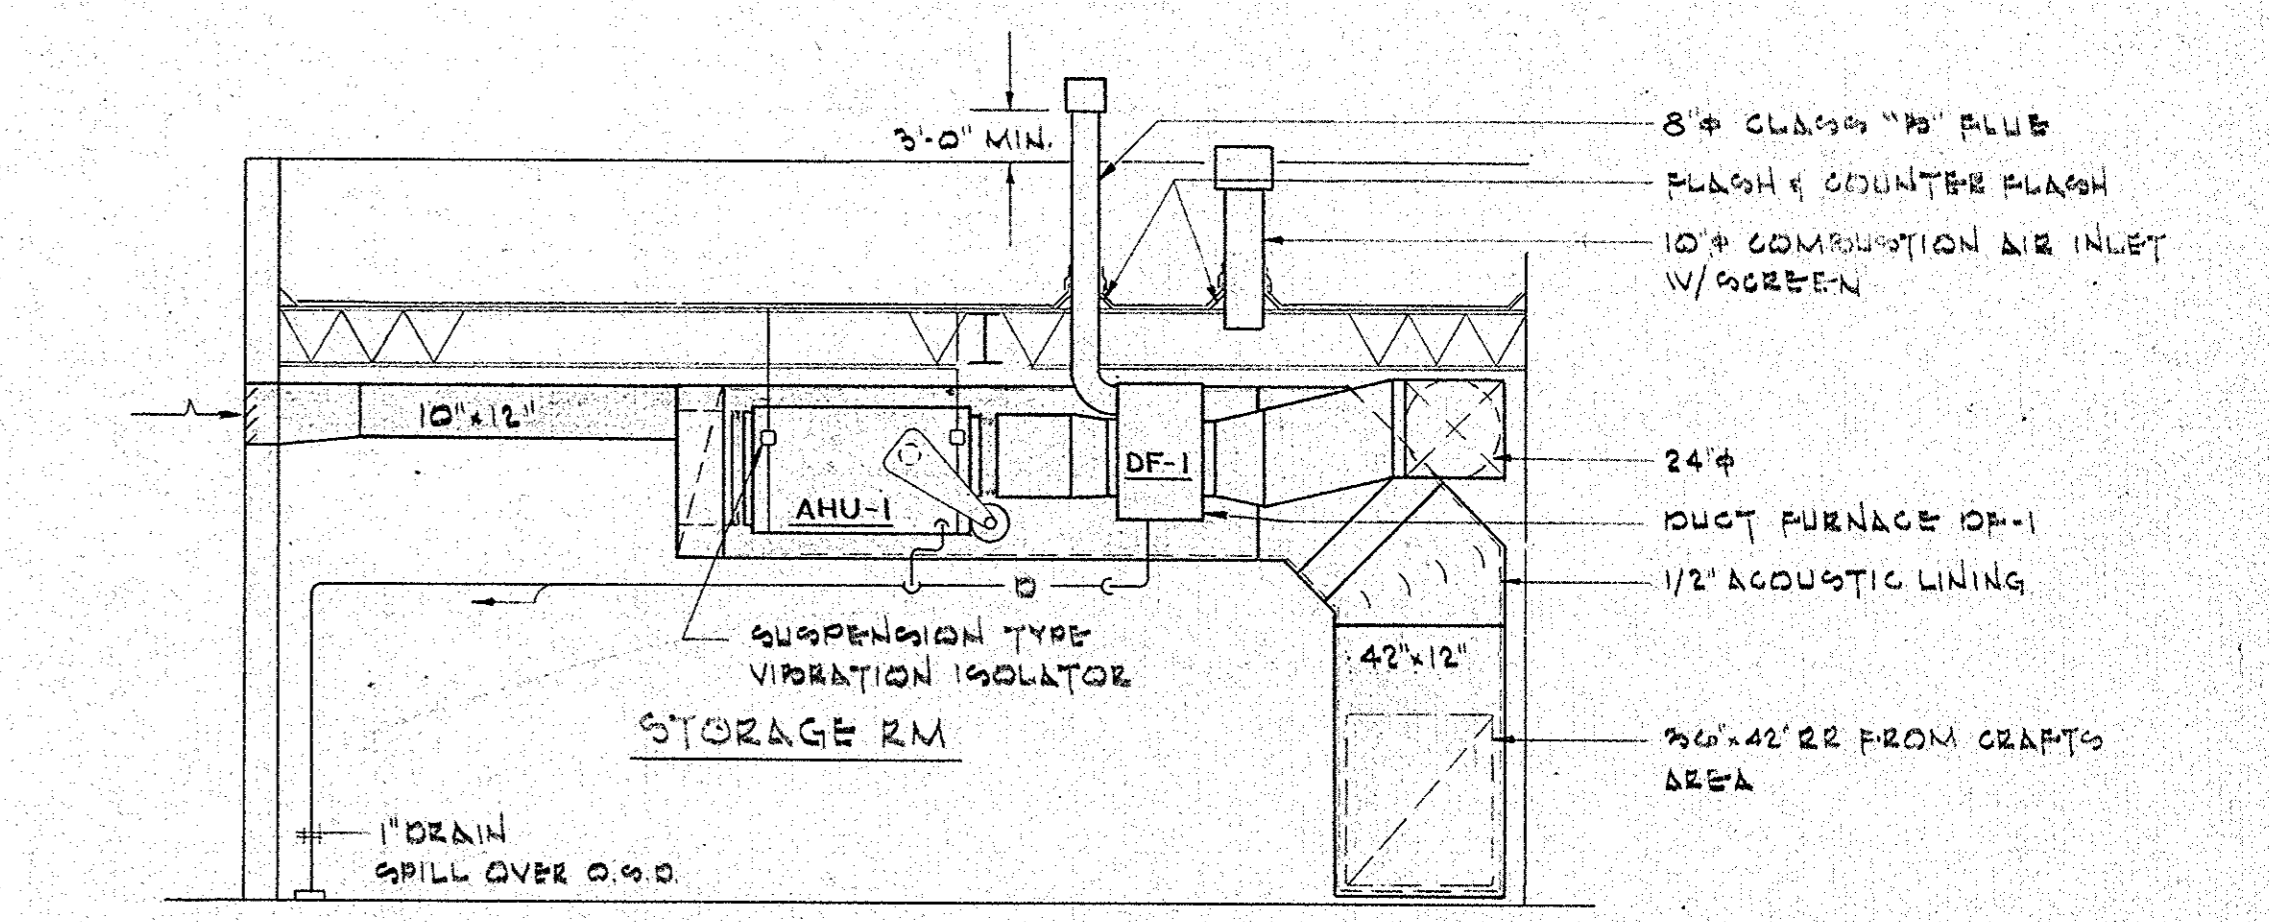 3'-0" MIN.
8"φ CLASS "B" FLUE
FLASH & COUNTER FLASH
10"φ COMBUSTION AIR INLET
W/ SCREEN
10"x12"
DF-1
AHU-1
24"φ
DUCT FURNACE DF-1
1/2" ACOUSTIC LINING
D
SUSPENSION TYPE
VIBRATION ISOLATOR
42"x12"
STORAGE RM
36"x42" RR FROM CRAFTS
AREA
1" DRAIN
SPILL OVER O.S.D.